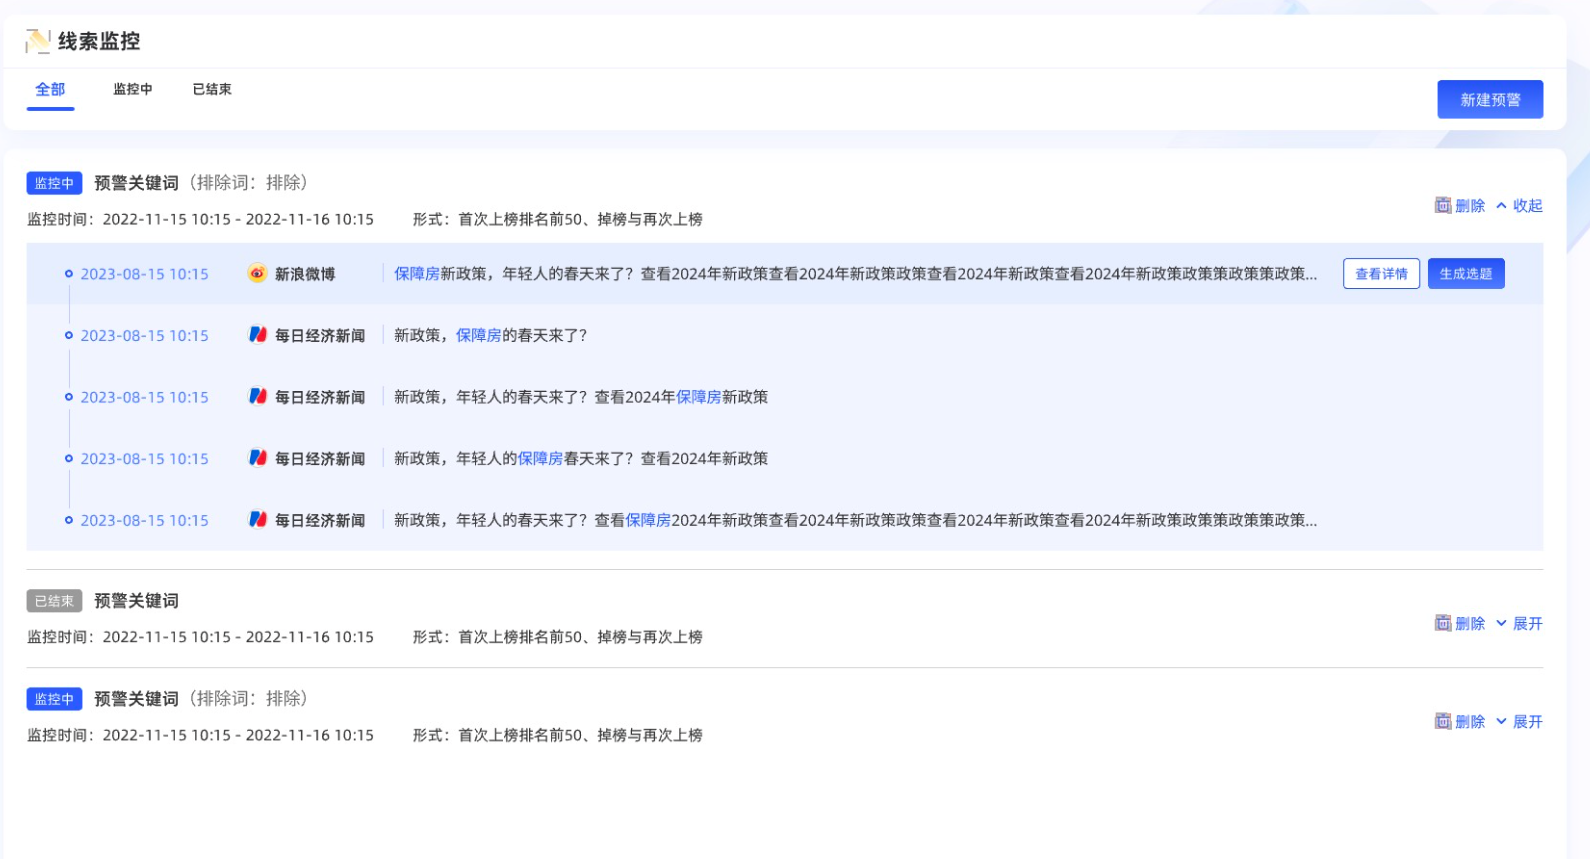 线索监控
全部 监控中 已结束 新建预警
监控中 预警关键词（排除词：排除）
监控时间：2022-11-15 10:15 - 2022-11-16 10:15 形式：首次上榜排名前50、掉榜与再次上榜 删除 收起
2023-08-15 10:15 新浪微博 保障房新政策，年轻人的春天来了？查看2024年新政策查看2024年新政策政策查看2024年新政策查看2024年新政策政策策政策策政策... 查看详情 生成选题
2023-08-15 10:15 每日经济新闻 新政策，保障房的春天来了？
2023-08-15 10:15 每日经济新闻 新政策，年轻人的春天来了？查看2024年保障房新政策
2023-08-15 10:15 每日经济新闻 新政策，年轻人的保障房春天来了？查看2024年新政策
2023-08-15 10:15 每日经济新闻 新政策，年轻人的春天来了？查看保障房2024年新政策查看2024年新政策政策查看2024年新政策查看2024年新政策政策策政策策政策...
已结束 预警关键词
监控时间：2022-11-15 10:15 - 2022-11-16 10:15 形式：首次上榜排名前50、掉榜与再次上榜 删除 展开
监控中 预警关键词（排除词：排除）
监控时间：2022-11-15 10:15 - 2022-11-16 10:15 形式：首次上榜排名前50、掉榜与再次上榜 删除 展开